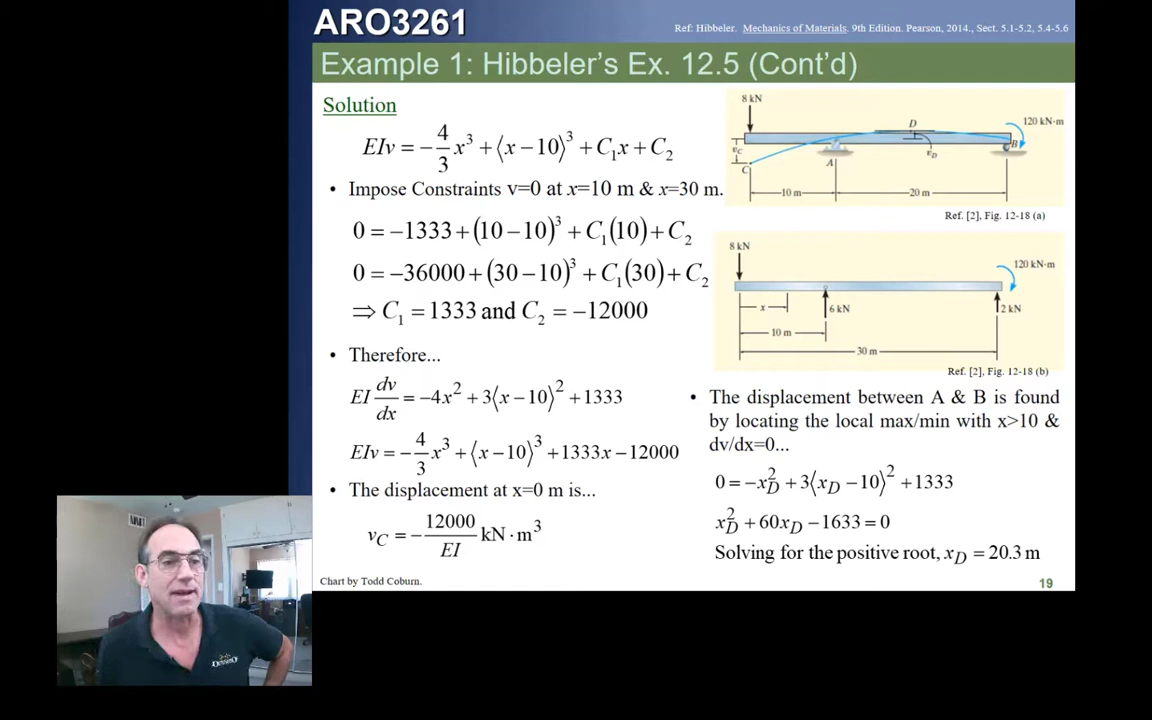 ARO3261
Ref: Hibbeler. Mechanics of Materials. 9th Edition. Pearson, 2014., Sect. 5.1-5.2, 5.4-5.6
Example 1: Hibbeler's Ex. 12.5 (Cont'd)
Solution
EIv = −4/3 x³ + ⟨x − 10⟩³ + C₁x + C₂
• Impose Constraints v=0 at x=10 m & x=30 m.
0 = −1333 + (10 − 10)³ + C₁(10) + C₂
0 = −36000 + (30 − 10)³ + C₁(30) + C₂
⇒ C₁ = 1333 and C₂ = −12000
• Therefore...
EI dv/dx = −4x² + 3⟨x − 10⟩² + 1333
EIv = −4/3 x³ + ⟨x − 10⟩³ + 1333x − 12000
• The displacement at x=0 m is...
v_C = − 12000/EI kN · m³
Chart by Todd Coburn.
8 kN
D
120 kN·m
v_C
v_D
B
C
A
10 m
20 m
Ref. [2], Fig. 12-18 (a)
8 kN
120 kN·m
x
6 kN
2 kN
10 m
30 m
Ref. [2], Fig. 12-18 (b)
• The displacement between A & B is found
by locating the local max/min with x>10 &
dv/dx=0...
0 = −x_D² + 3⟨x_D − 10⟩² + 1333
x_D² + 60x_D − 1633 = 0
Solving for the positive root, x_D = 20.3 m
19